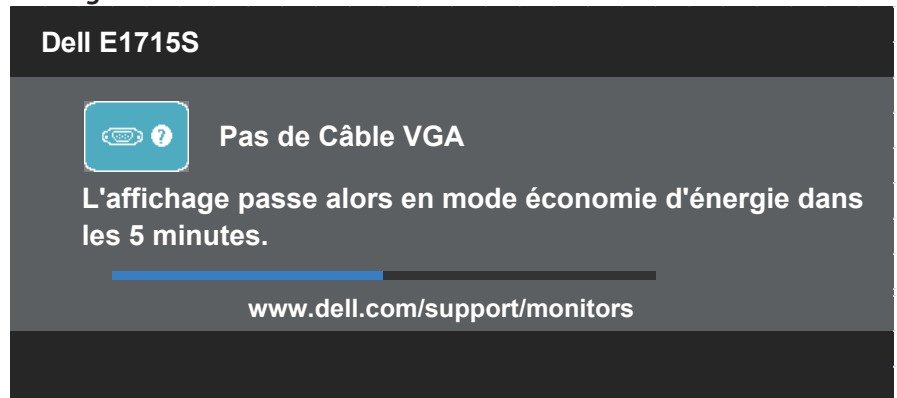 Dell E1715S
Pas de Câble VGA
L'affichage passe alors en mode économie d'énergie dans
les 5 minutes.
www.dell.com/support/monitors